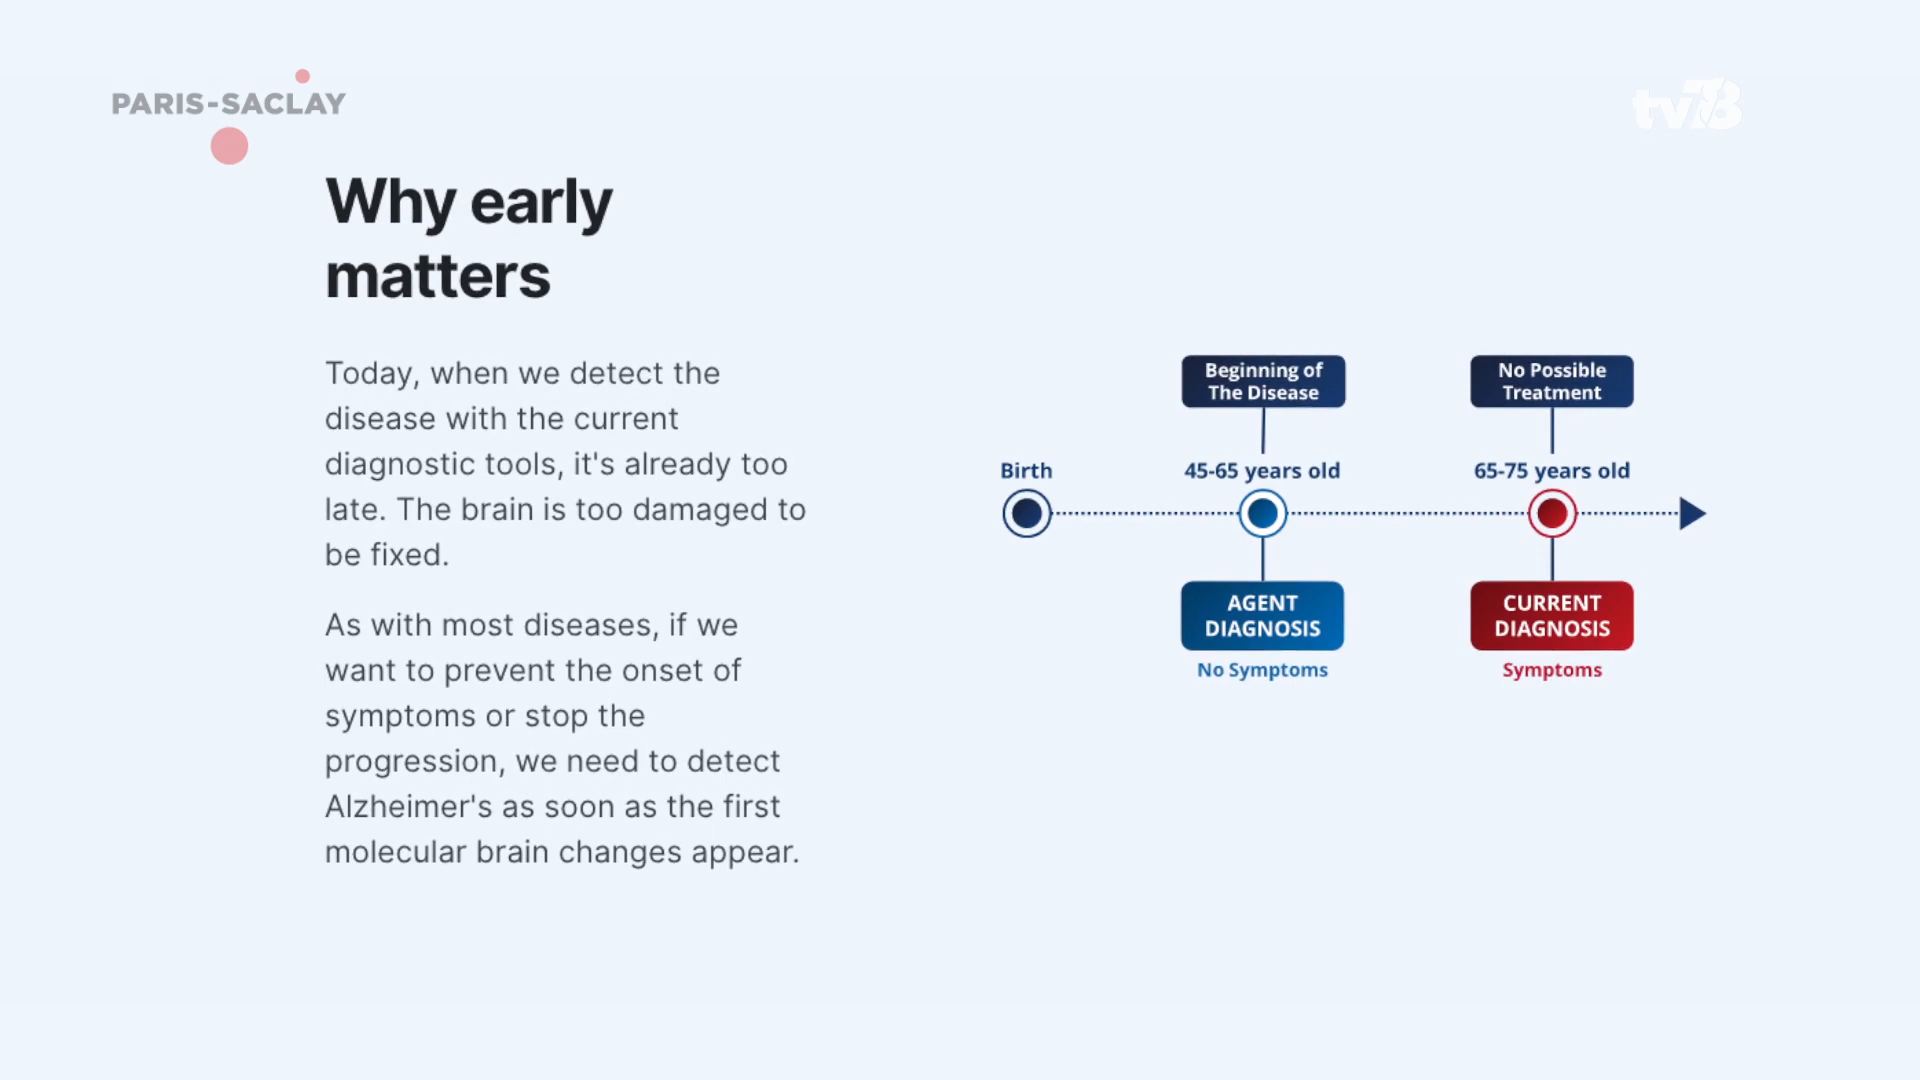 PARIS-SACLAY
tv78
Why early
matters
Today, when we detect the
disease with the current
diagnostic tools, it's already too
late. The brain is too damaged to
be fixed.
As with most diseases, if we
want to prevent the onset of
symptoms or stop the
progression, we need to detect
Alzheimer's as soon as the first
molecular brain changes appear.
Beginning of
The Disease
No Possible
Treatment
Birth
45-65 years old
65-75 years old
AGENT
DIAGNOSIS
CURRENT
DIAGNOSIS
No Symptoms
Symptoms